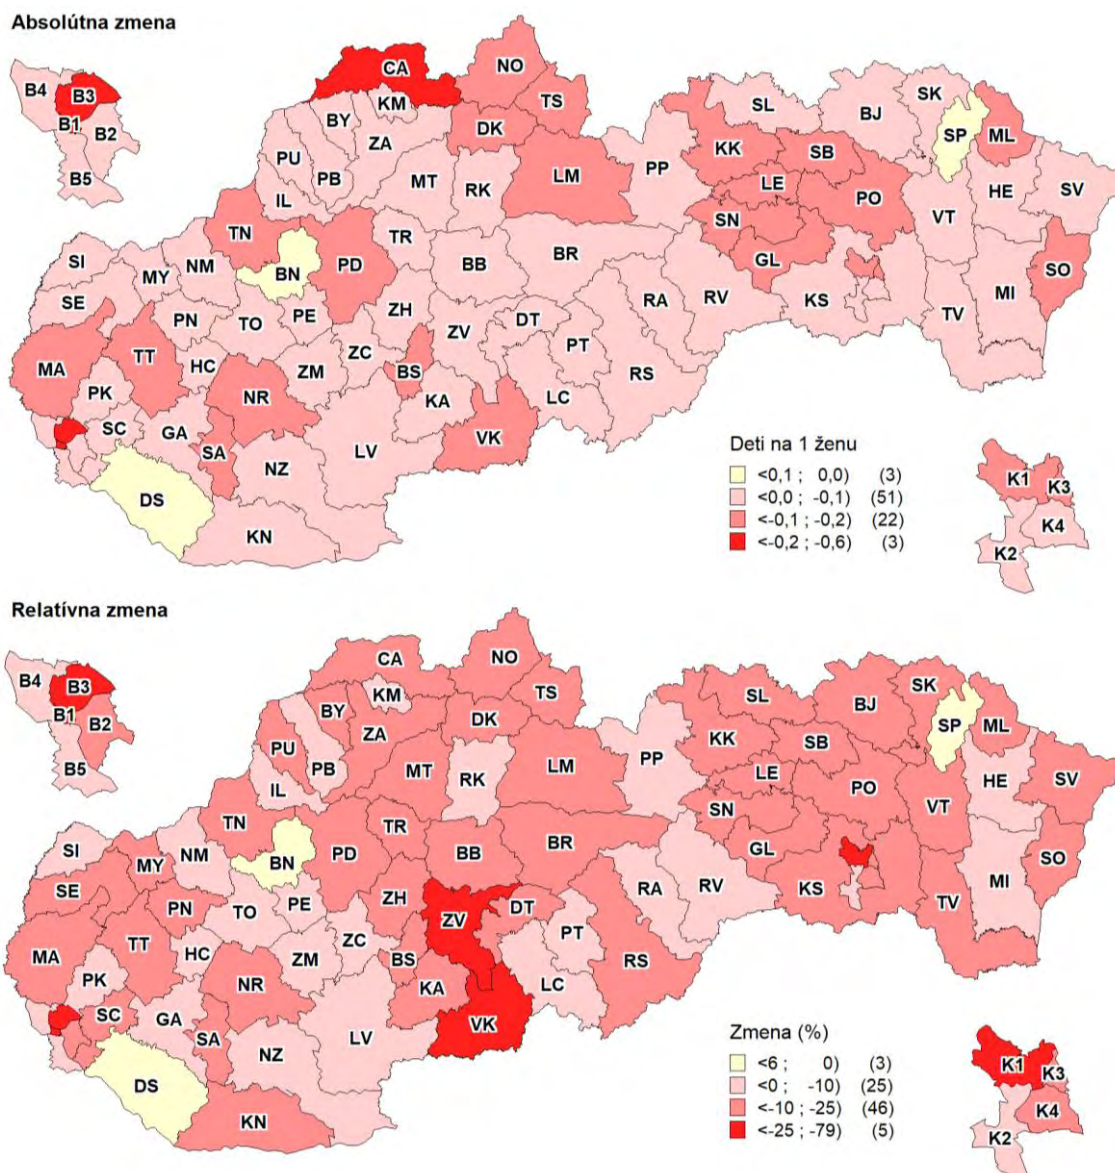 Absolútna zmena
B4 B3 B1 B2 B5
CA NO TS KM BY ZA DK
PU PB MT RK LM PP
IL TN TR
SL BJ SK SP ML
KK SB LE PO HE SV
SN GL VT SO
SI MY NM BN PD BB BR RA RV KS MI
SE PN TO PE ZH ZV DT TV
MA TT HC ZM ZC BS PT RS
PK NR KA LC
SC GA SA LV VK
NZ
DS KN
Deti na 1 ženu
<0,1 ; 0,0) (3)
<0,0 ; -0,1) (51)
<-0,1 ; -0,2) (22)
<-0,2 ; -0,6) (3)
K1 K3 K4 K2
Relatívna zmena
B4 B3 B1 B2 B5
CA NO TS KM BY ZA DK
PU PB MT RK LM PP
IL TN TR
SL BJ SK SP ML
KK SB LE PO HE SV
SN GL VT SO
SI MY NM BN PD BB BR RA RV KS MI
SE PN TO PE ZH ZV DT TV
MA TT HC ZM ZC BS PT RS
PK NR KA LC
SC GA SA LV VK
NZ
DS KN
Zmena (%)
<6 ; 0) (3)
<0 ; -10) (25)
<-10 ; -25) (46)
<-25 ; -79) (5)
K1 K3 K4 K2